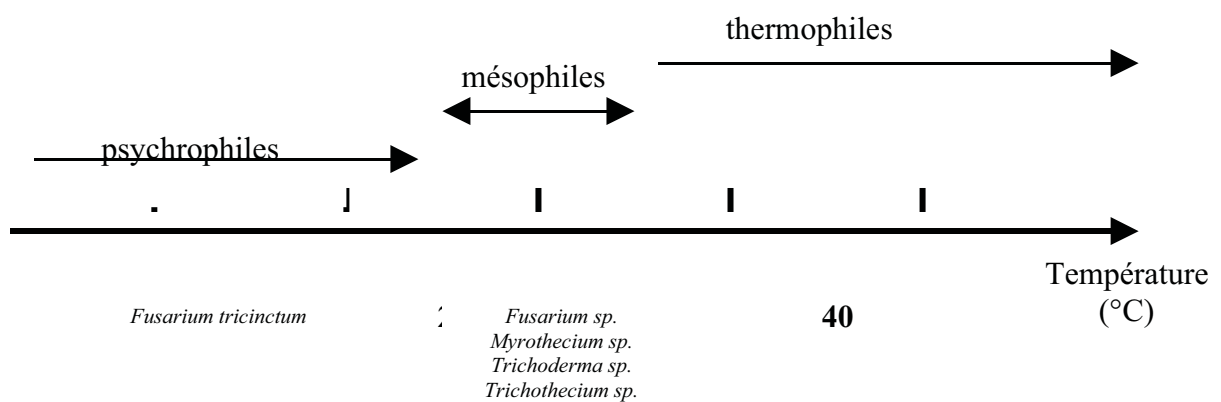 thermophiles
mésophiles
psychrophiles
Température
(°C)
Fusarium tricinctum
Fusarium sp.
40
Myrothecium sp.
Trichoderma sp.
Trichothecium sp.